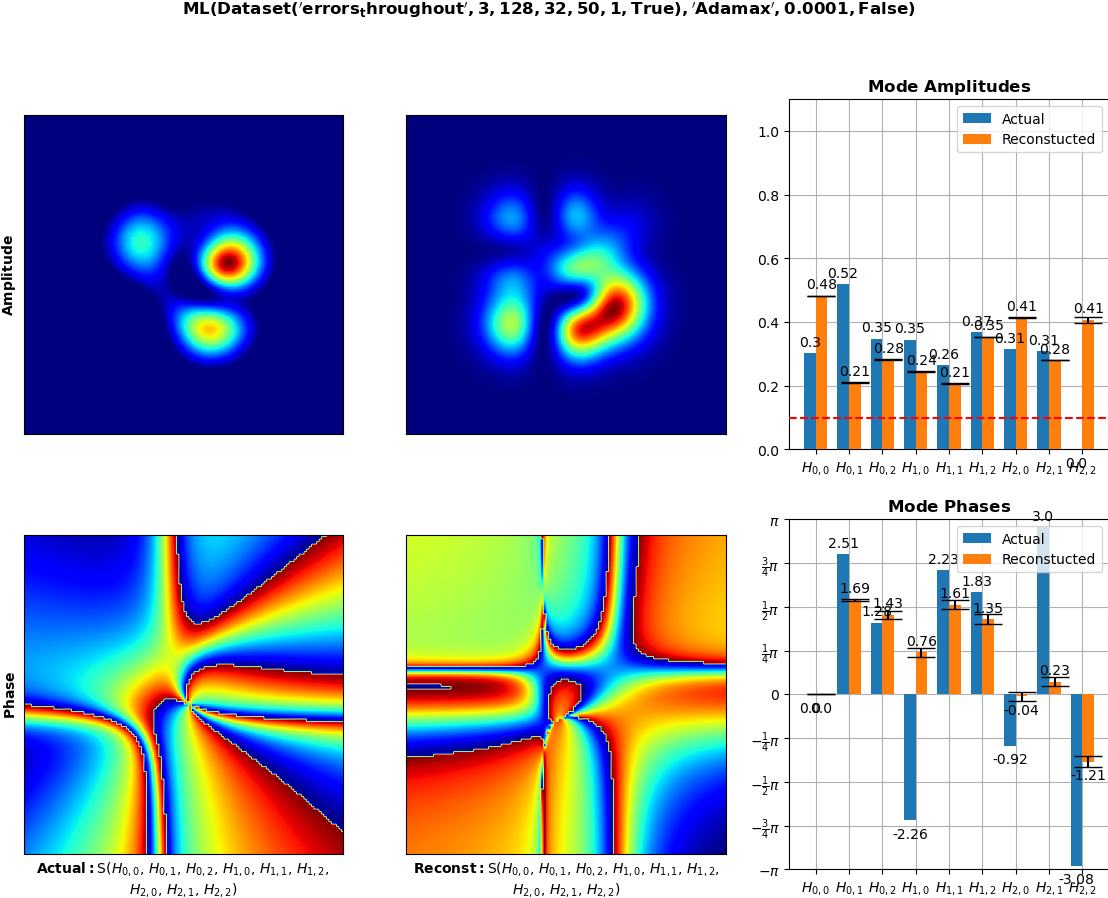 ML(Dataset('errors_throughout', 3, 128, 32, 50, 1, True), 'Adamax', 0.0001, False)
Amplitude
Mode Amplitudes
Actual
Reconstucted
1.0
0.8
0.6
0.4
0.2
0.0
0.3 0.48 0.52 0.21 0.35 0.28 0.35 0.24 0.26 0.21 0.37 0.35 0.31 0.41 0.31 0.28 0.0 0.41
H0,0 H0,1 H0,2 H1,0 H1,1 H1,2 H2,0 H2,1 H2,2
Phase
Mode Phases
Actual
Reconstucted
π
3/4π
1/2π
1/4π
0
−1/4π
−1/2π
−3/4π
−π
0.0 0.0 2.51 1.69 1.28 1.43 -2.26 0.76 2.23 1.61 1.83 1.35 -0.92 -0.04 3.0 0.23 -3.08 -1.21
H0,0 H0,1 H0,2 H1,0 H1,1 H1,2 H2,0 H2,1 H2,2
Actual: S(H0,0, H0,1, H0,2, H1,0, H1,1, H1,2,
H2,0, H2,1, H2,2)
Reconst: S(H0,0, H0,1, H0,2, H1,0, H1,1, H1,2,
H2,0, H2,1, H2,2)